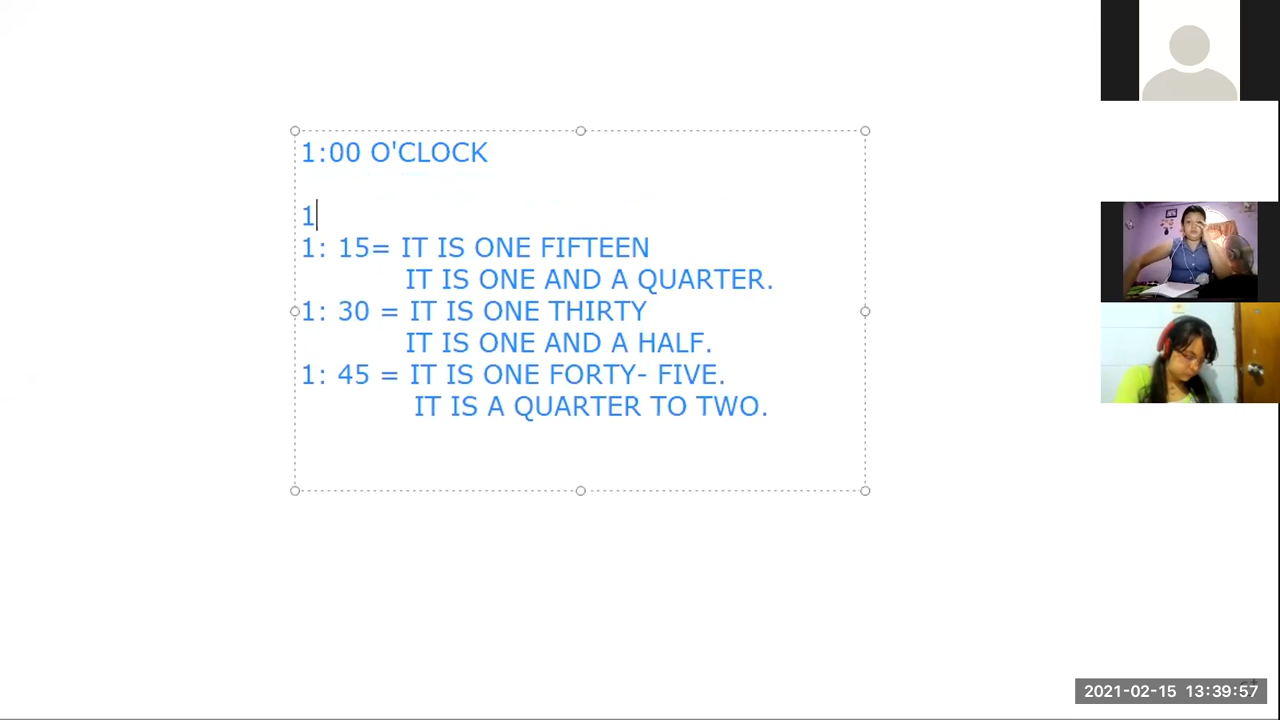 1:00 O'CLOCK
1
1: 15= IT IS ONE FIFTEEN
IT IS ONE AND A QUARTER.
1: 30 = IT IS ONE THIRTY
IT IS ONE AND A HALF.
1: 45 = IT IS ONE FORTY- FIVE.
IT IS A QUARTER TO TWO.
2021-02-15 13:39:57